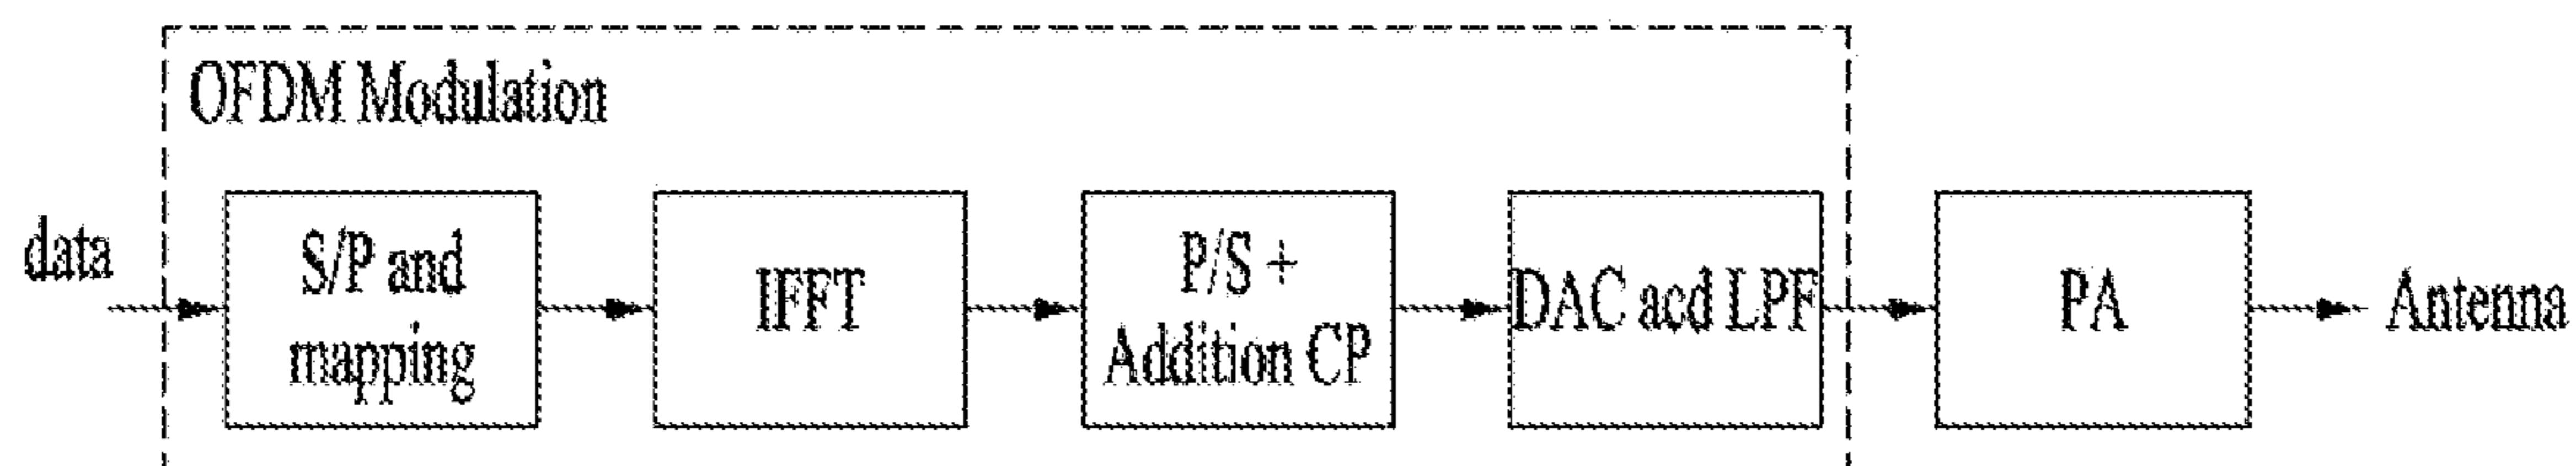 OFDM Modulation
data
S/P and
mapping
IFFT
P/S +
Addition CP
DAC acd LPF
PA
Antenna